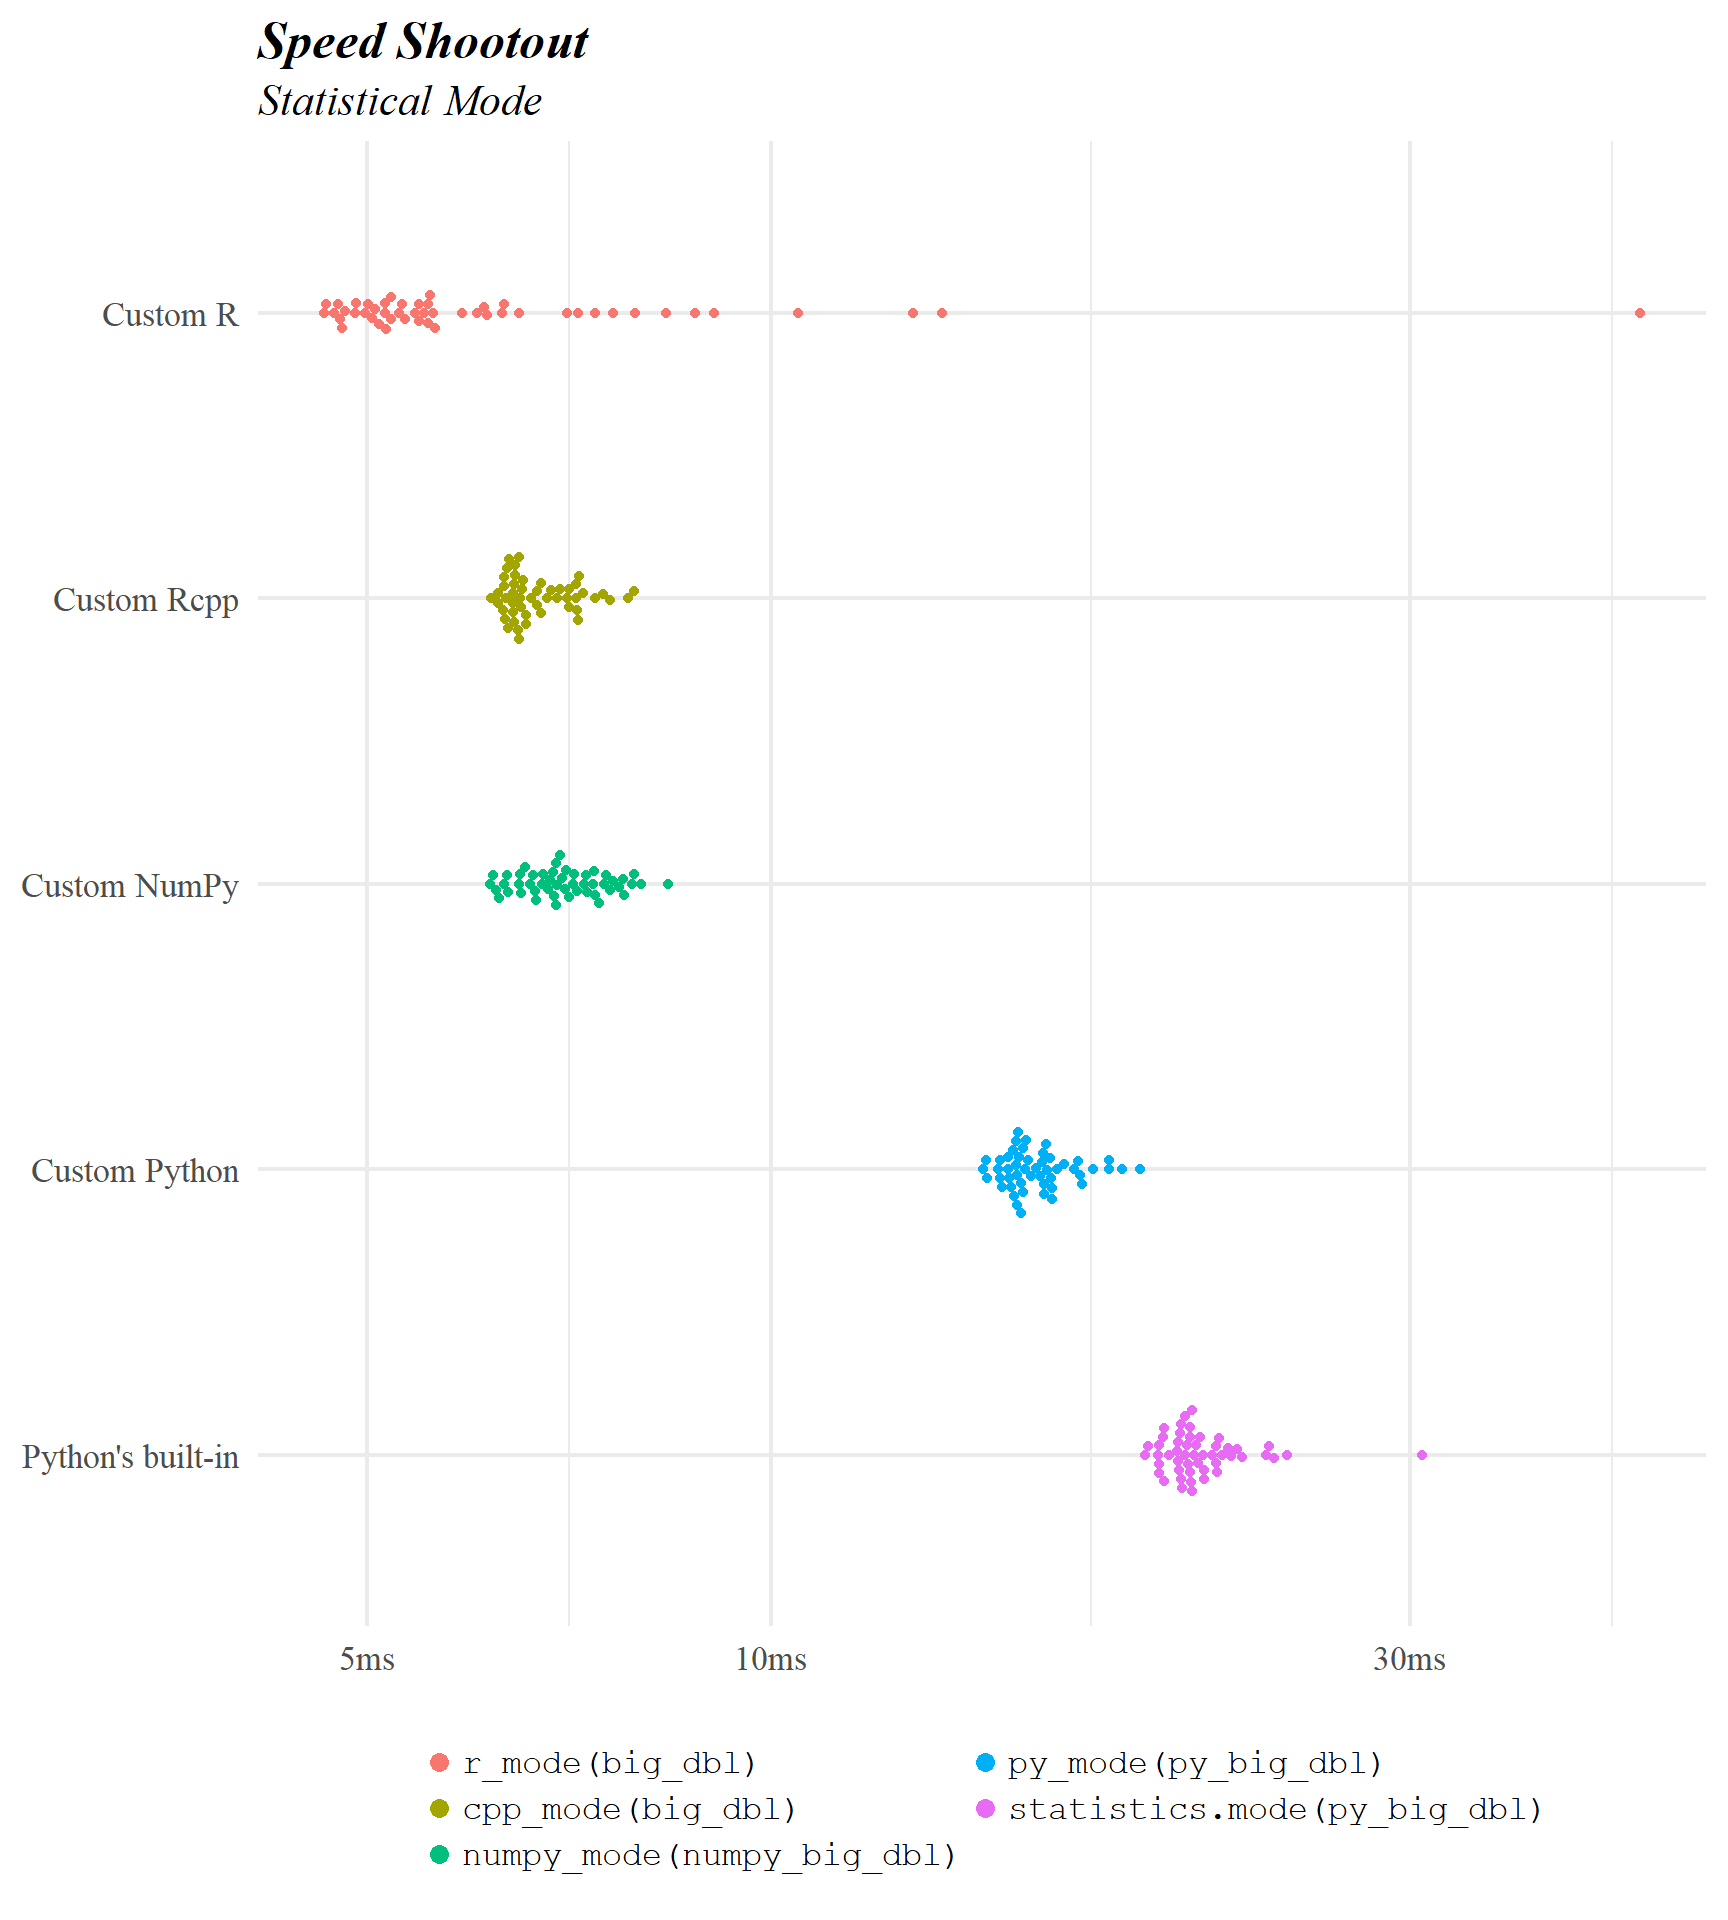 Speed Shootout
Statistical Mode
Custom R
Custom Rcpp
Custom NumPy
Custom Python
Python's built-in
5ms 10ms 30ms
r_mode(big_dbl) py_mode(py_big_dbl)
cpp_mode(big_dbl) statistics.mode(py_big_dbl)
numpy_mode(numpy_big_dbl)